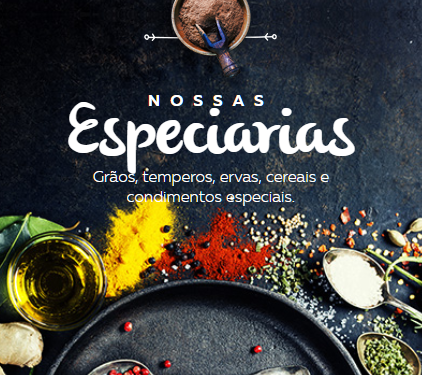 NOSSAS
Especiarias
Grãos, temperos, ervas, cereais e
condimentos especiais.